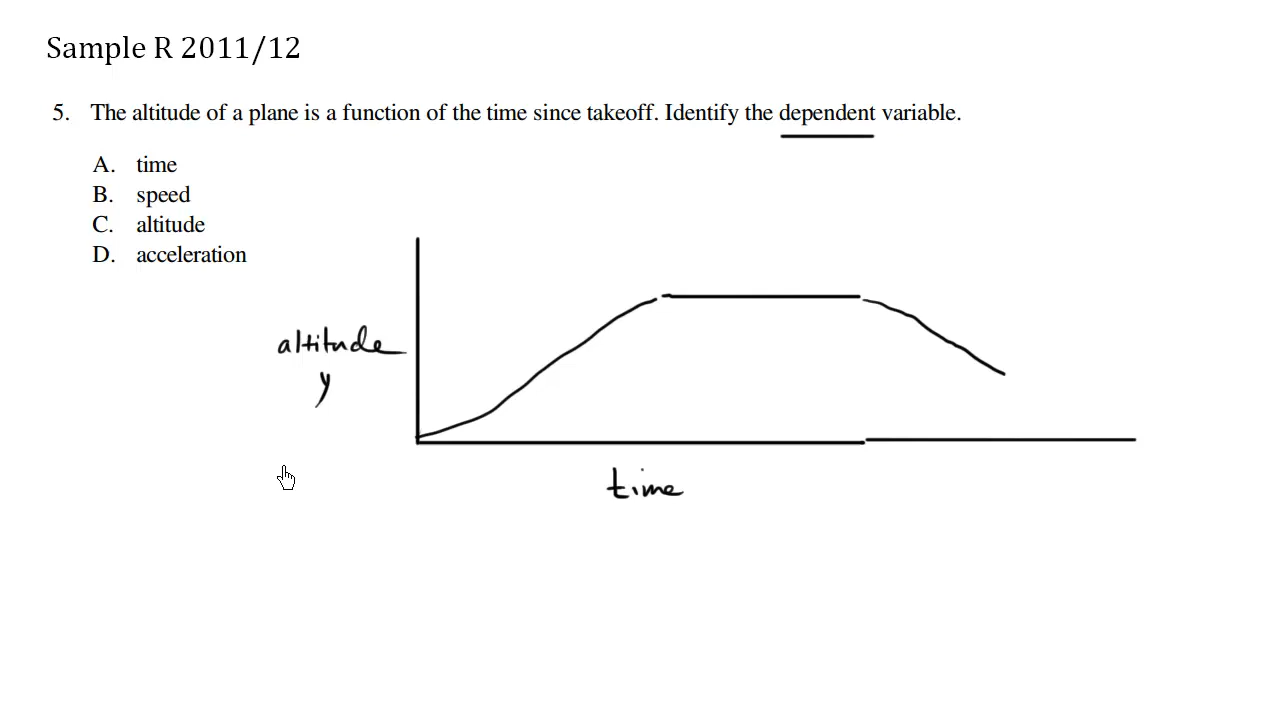 Sample R 2011/12
5. The altitude of a plane is a function of the time since takeoff. Identify the dependent variable.
A. time
B. speed
C. altitude
D. acceleration
altitude
y
time